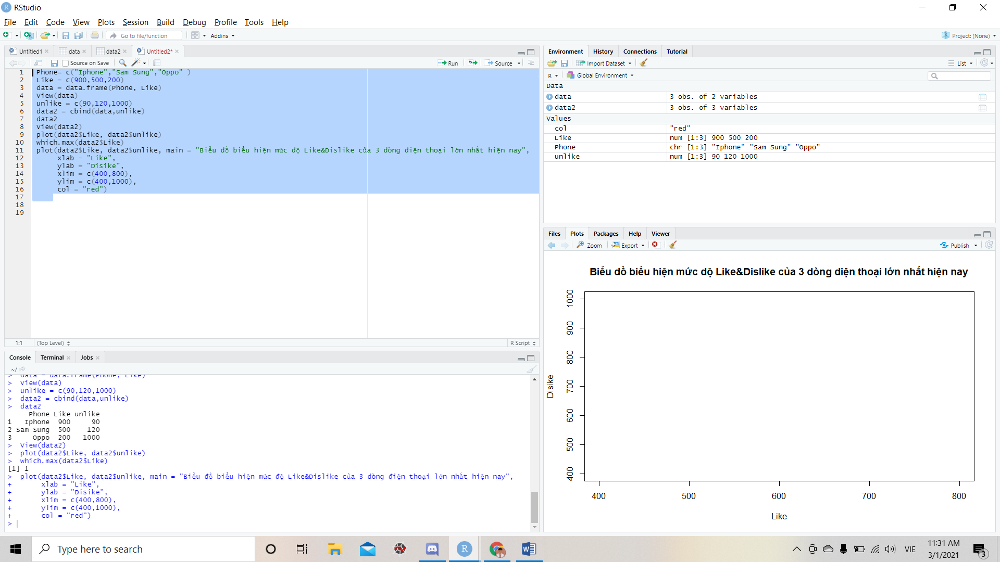 RStudio
File Edit Code View Plots Session Build Debug Profile Tools Help
Go to file/function Addins Project: (None)
Untitled1 data data2 Untitled2*
Source on Save Run Source
1 Phone= c("Iphone","Sam Sung","Oppo" )
2 Like = c(900,500,200)
3 data = data.frame(Phone, Like)
4 View(data)
5 unlike = c(90,120,1000)
6 data2 = cbind(data,unlike)
7 data2
8 View(data2)
9 plot(data2$Like, data2$unlike)
10 which.max(data2$Like)
11 plot(data2$Like, data2$unlike, main = "Biểu đồ biểu hiện mức độ Like&Dislike của 3 dòng điện thoại lớn nhất hiện nay",
12 xlab = "Like",
13 ylab = "Disike",
14 xlim = c(400,800),
15 ylim = c(400,1000),
16 col = "red")
17
18
19
1:1 (Top Level) R Script
Console Terminal Jobs
~/
> data = data.frame(Phone, Like)
> View(data)
> unlike = c(90,120,1000)
> data2 = cbind(data,unlike)
> data2
Phone Like unlike
1 Iphone 900 90
2 Sam Sung 500 120
3 Oppo 200 1000
> View(data2)
> plot(data2$Like, data2$unlike)
> which.max(data2$Like)
[1] 1
> plot(data2$Like, data2$unlike, main = "Biểu đồ biểu hiện mức độ Like&Dislike của 3 dòng điện thoại lớn nhất hiện nay",
+ xlab = "Like",
+ ylab = "Disike",
+ xlim = c(400,800),
+ ylim = c(400,1000),
+ col = "red")
>
Environment History Connections Tutorial
Import Dataset List
R Global Environment
Data
data 3 obs. of 2 variables
data2 3 obs. of 3 variables
Values
col "red"
Like num [1:3] 900 500 200
Phone chr [1:3] "Iphone" "Sam Sung" "Oppo"
unlike num [1:3] 90 120 1000
Files Plots Packages Help Viewer
Zoom Export Publish
Biểu dồ biểu hiện mức dộ Like&Dislike của 3 dòng diện thoại lớn nhất hiện nay
1000
900
800
700
600
500
400
Disike
400 500 600 700 800
Like
Type here to search
VIE
11:31 AM
3/1/2021
3